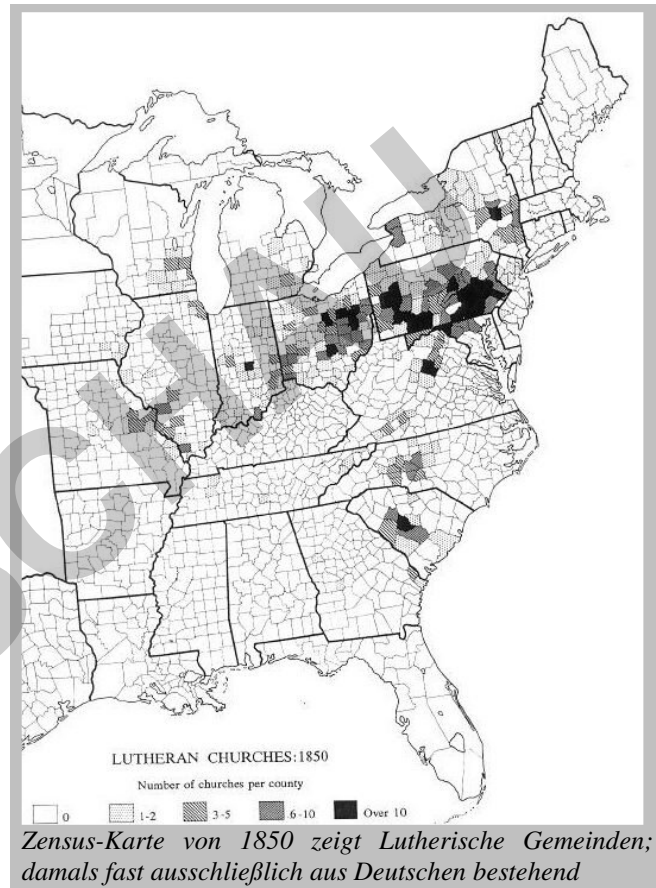 SCHAU
LUTHERAN CHURCHES:1850
Number of churches per county
0 1-2 3-5 6-10 Over 10
Zensus-Karte von 1850 zeigt Lutherische Gemeinden;
damals fast ausschließlich aus Deutschen bestehend